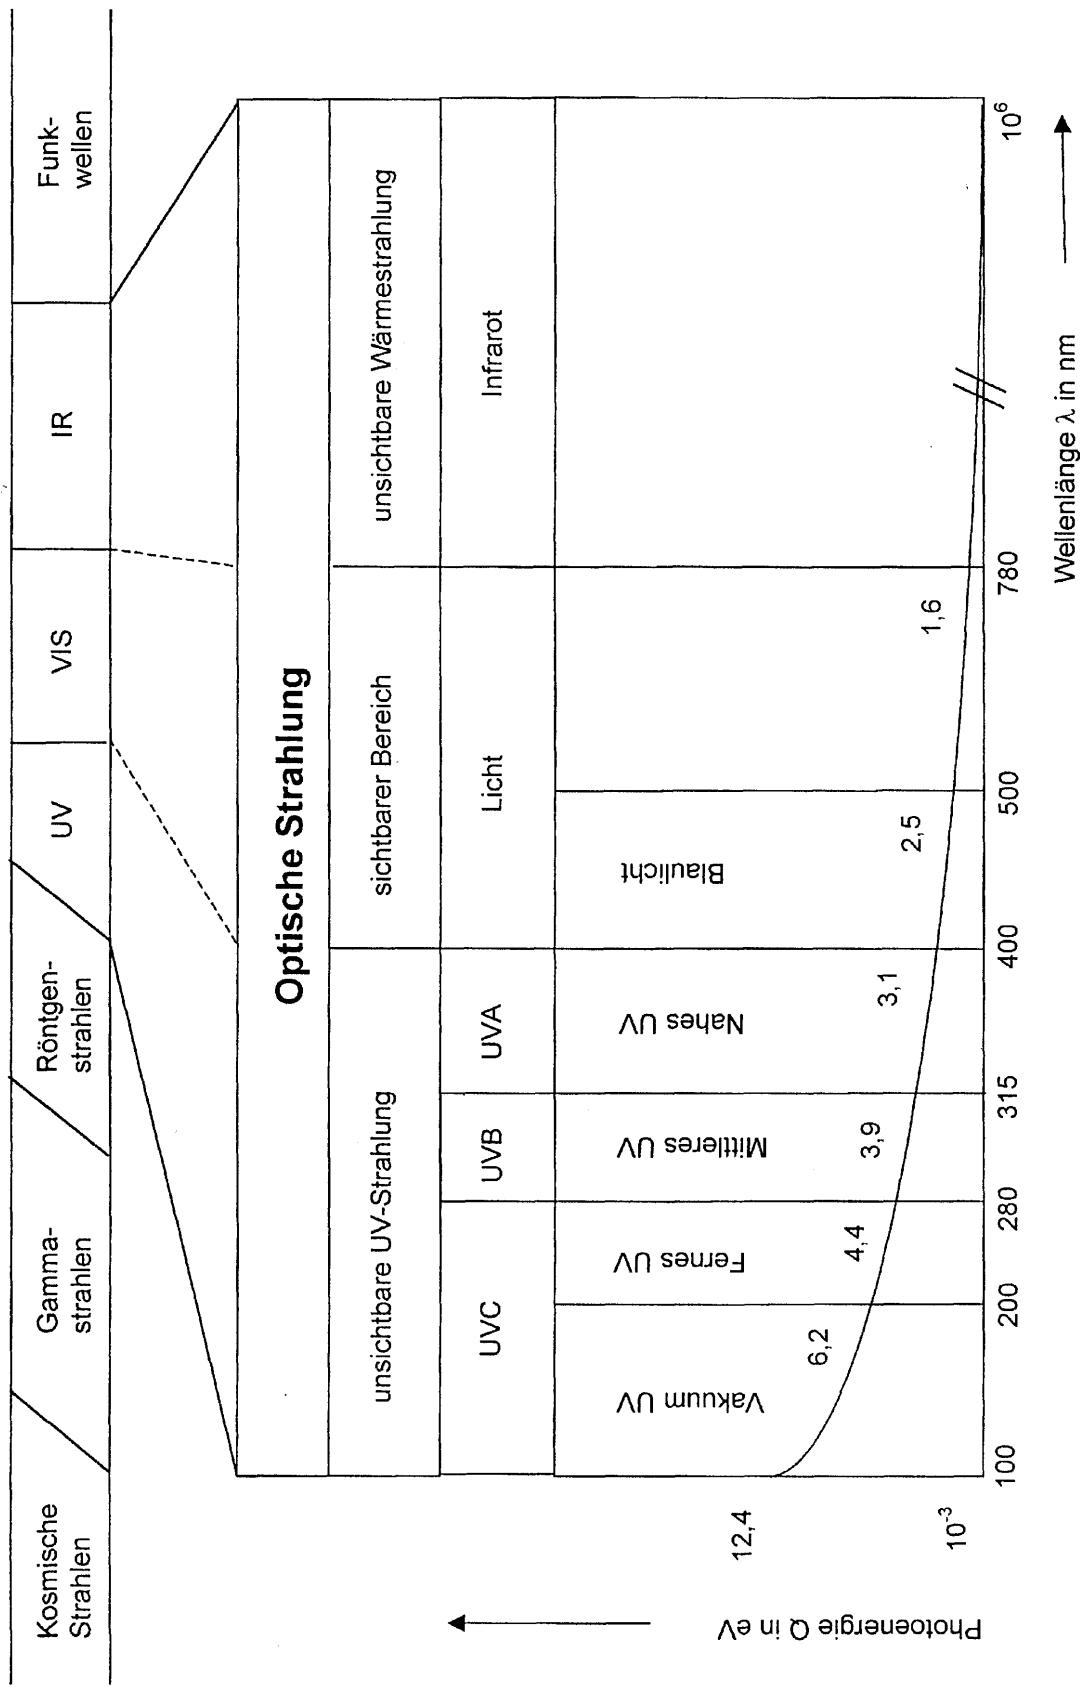 Kosmische
Strahlen
Gamma-
strahlen
Röntgen-
strahlen
UV
VIS
IR
Funk-
wellen
Optische Strahlung
unsichtbare UV-Strahlung
sichtbarer Bereich
unsichtbare Wärmestrahlung
UVC
UVB
UVA
Licht
Infrarot
Vakuum UV
Fernes UV
Mittleres UV
Nahes UV
Blaulicht
12,4
6,2
4,4
3,9
3,1
2,5
1,6
10⁻³
100
200
280
315
400
500
780
10⁶
Photoenergie Q in eV
Wellenlänge λ in nm